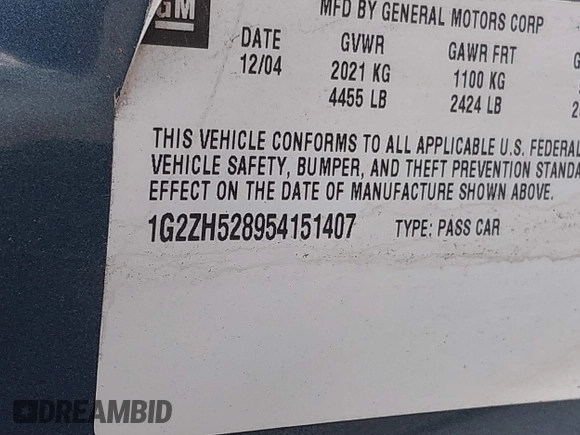 GM
MFD BY GENERAL MOTORS CORP
DATE GVWR GAWR FRT
12/04 2021 KG 1100 KG
4455 LB 2424 LB
THIS VEHICLE CONFORMS TO ALL APPLICABLE U.S. FEDERAL
VEHICLE SAFETY, BUMPER, AND THEFT PREVENTION
EFFECT ON THE DATE OF MANUFACTURE SHOWN ABOVE.
1G2ZH528954151407 TYPE: PASS CAR
DREAMBID